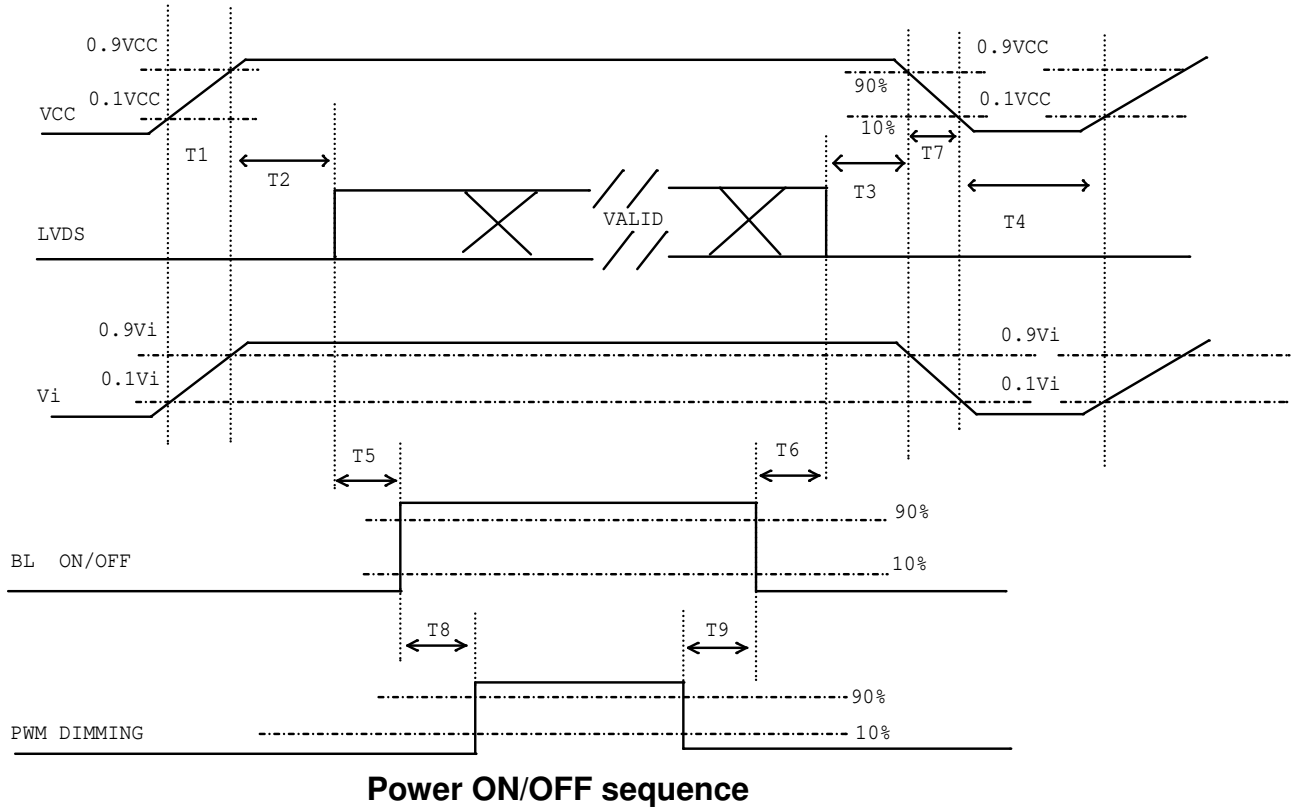 0.9VCC
0.9VCC
90%
0.1VCC
0.1VCC
VCC
10%
T1
T7
T2
T3
VALID
T4
LVDS
0.9Vi
0.9Vi
0.1Vi
0.1Vi
Vi
T5
T6
90%
BL ON/OFF
10%
T8
T9
90%
PWM DIMMING
10%
Power ON/OFF sequence